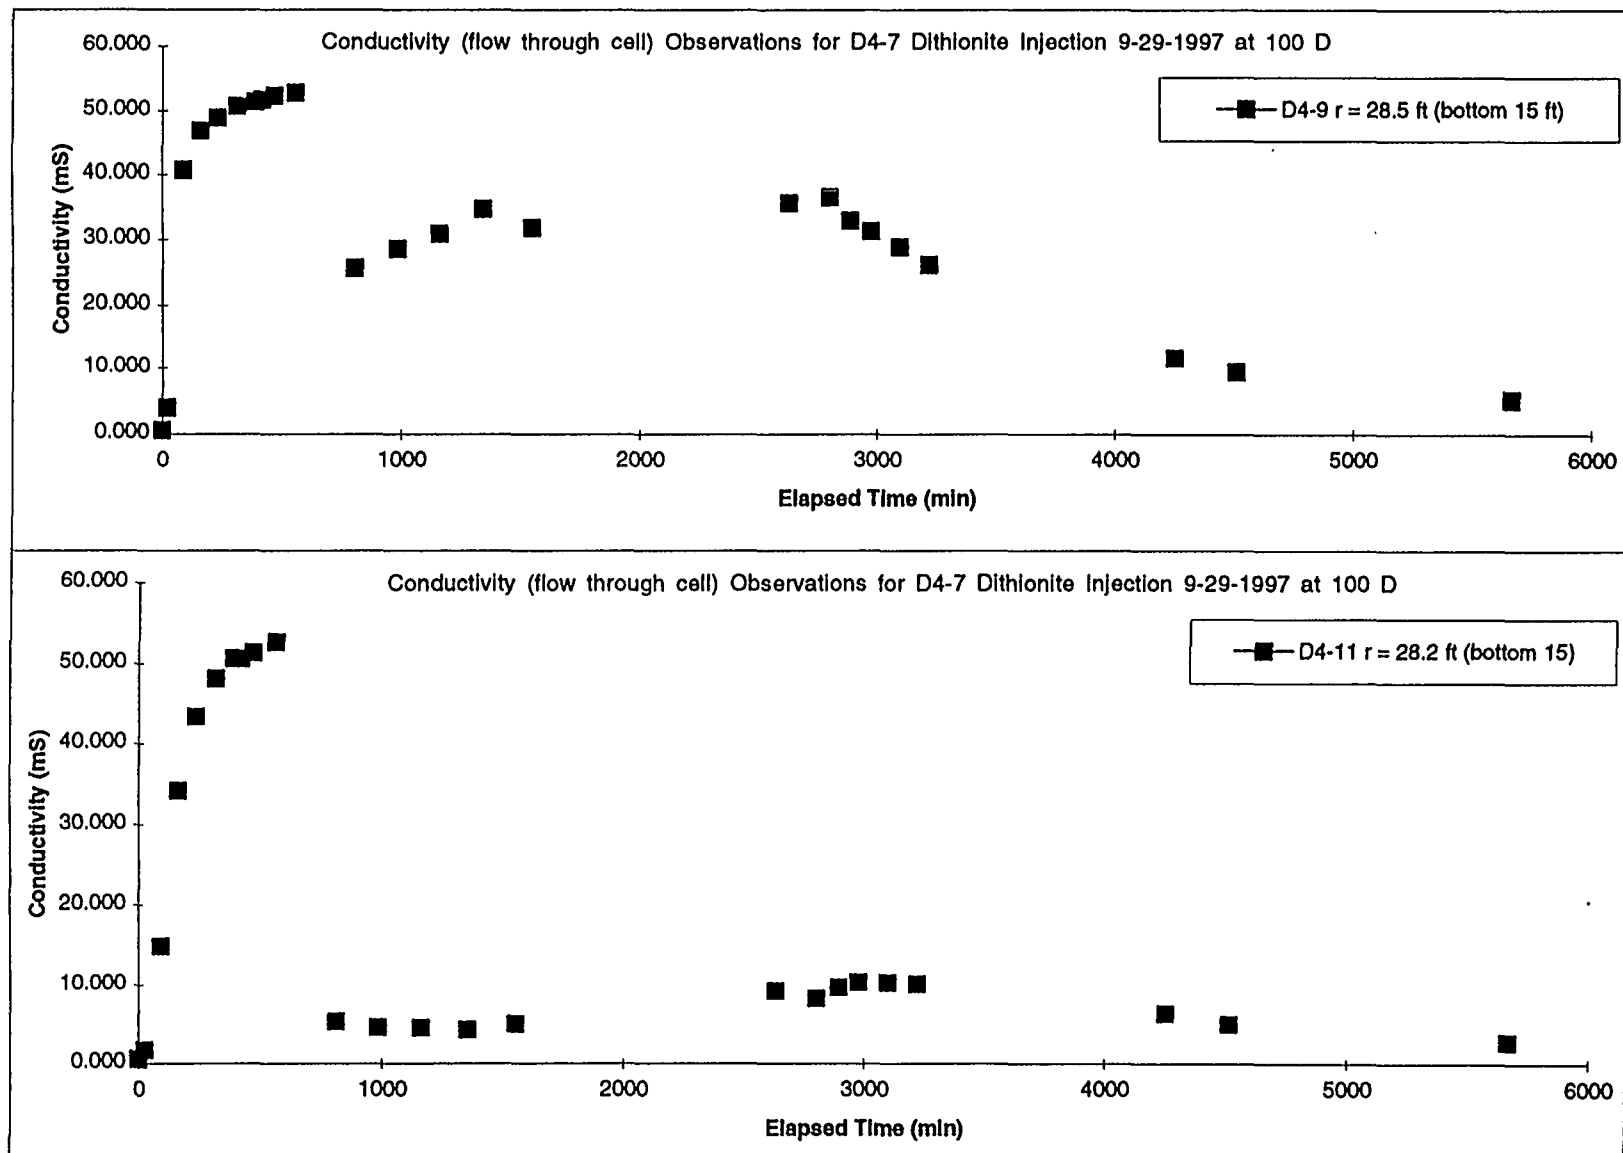 Conductivity (flow through cell) Observations for D4-7 Dithionite Injection 9-29-1997 at 100 D
60.000
50.000
40.000
30.000
20.000
10.000
0.000
Conductivity (mS)
D4-9 r = 28.5 ft (bottom 15 ft)
0 1000 2000 3000 4000 5000 6000
Elapsed Time (min)
Conductivity (flow through cell) Observations for D4-7 Dithionite Injection 9-29-1997 at 100 D
60.000
50.000
40.000
30.000
20.000
10.000
0.000
Conductivity (mS)
D4-11 r = 28.2 ft (bottom 15)
0 1000 2000 3000 4000 5000 6000
Elapsed Time (min)